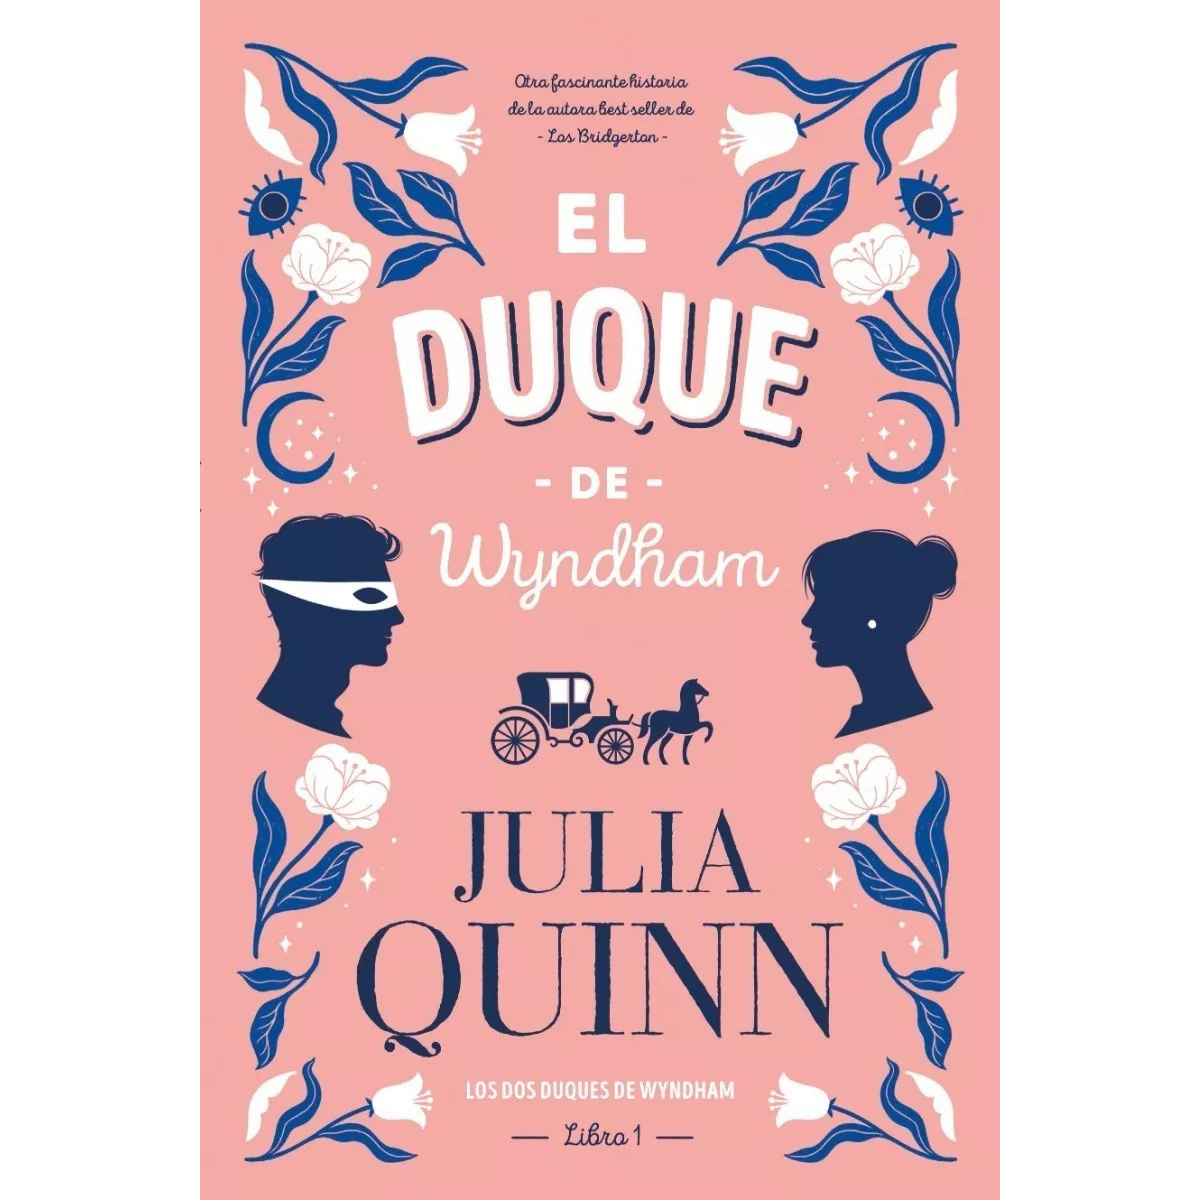 Otra fascinante historia
de la autora best seller de
- Los Bridgerton -
EL
DUQUE
- DE -
Wyndham
JULIA
QUINN
LOS DOS DUQUES DE WYNDHAM
— Libro 1 —